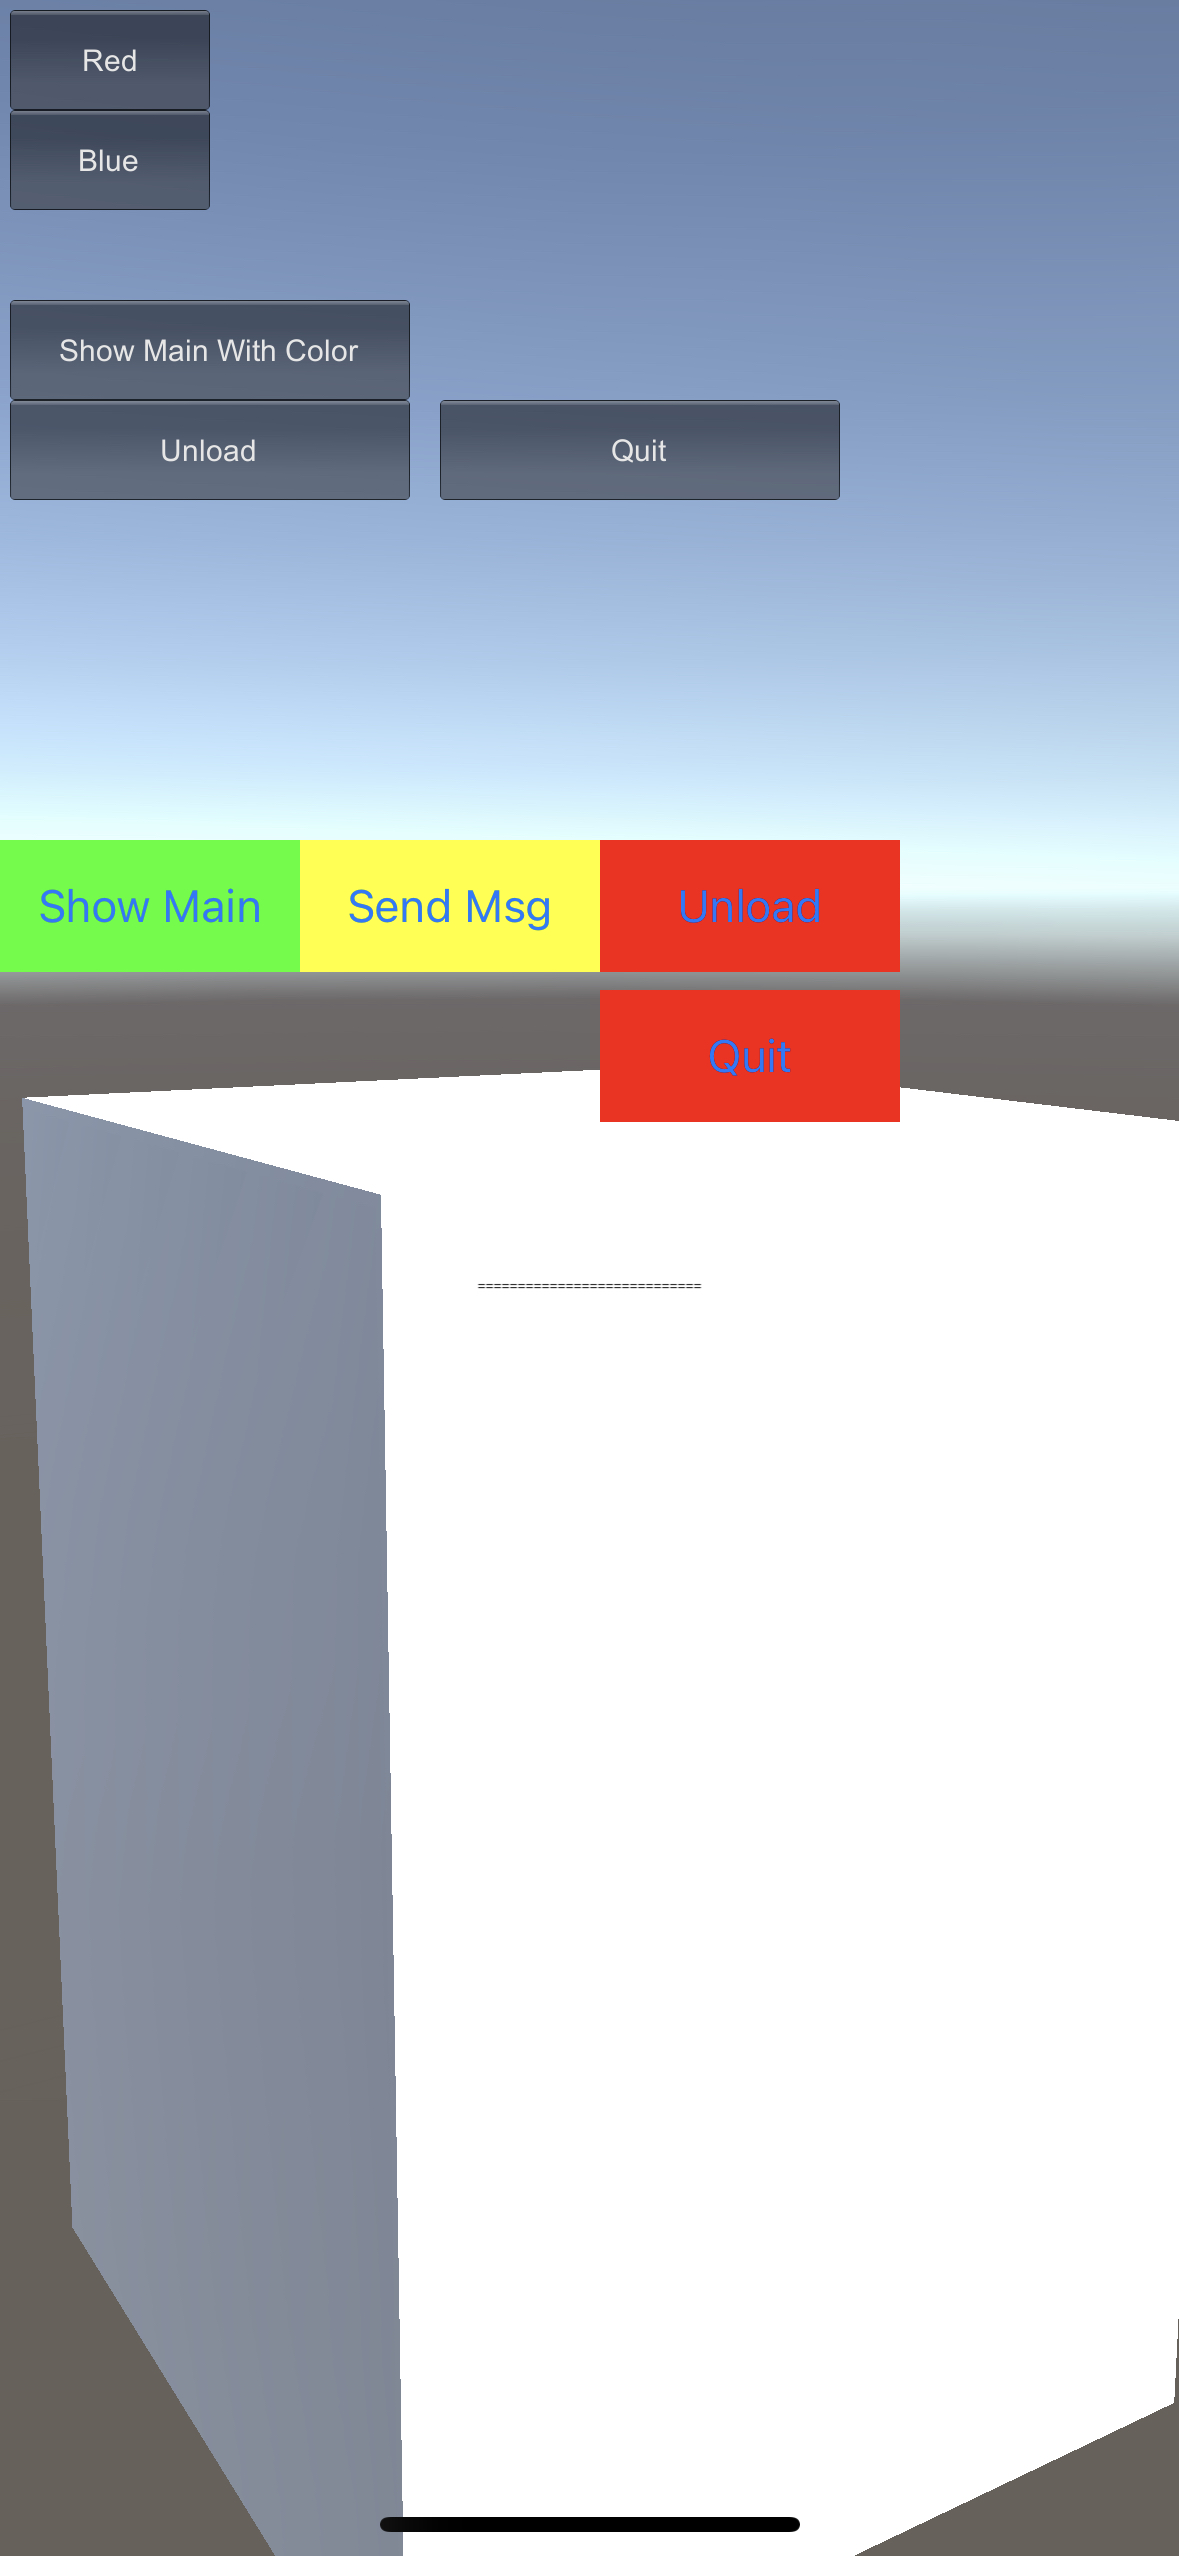 Red
Blue
Show Main With Color
Unload Quit
Show Main Send Msg Unload
Quit
============================